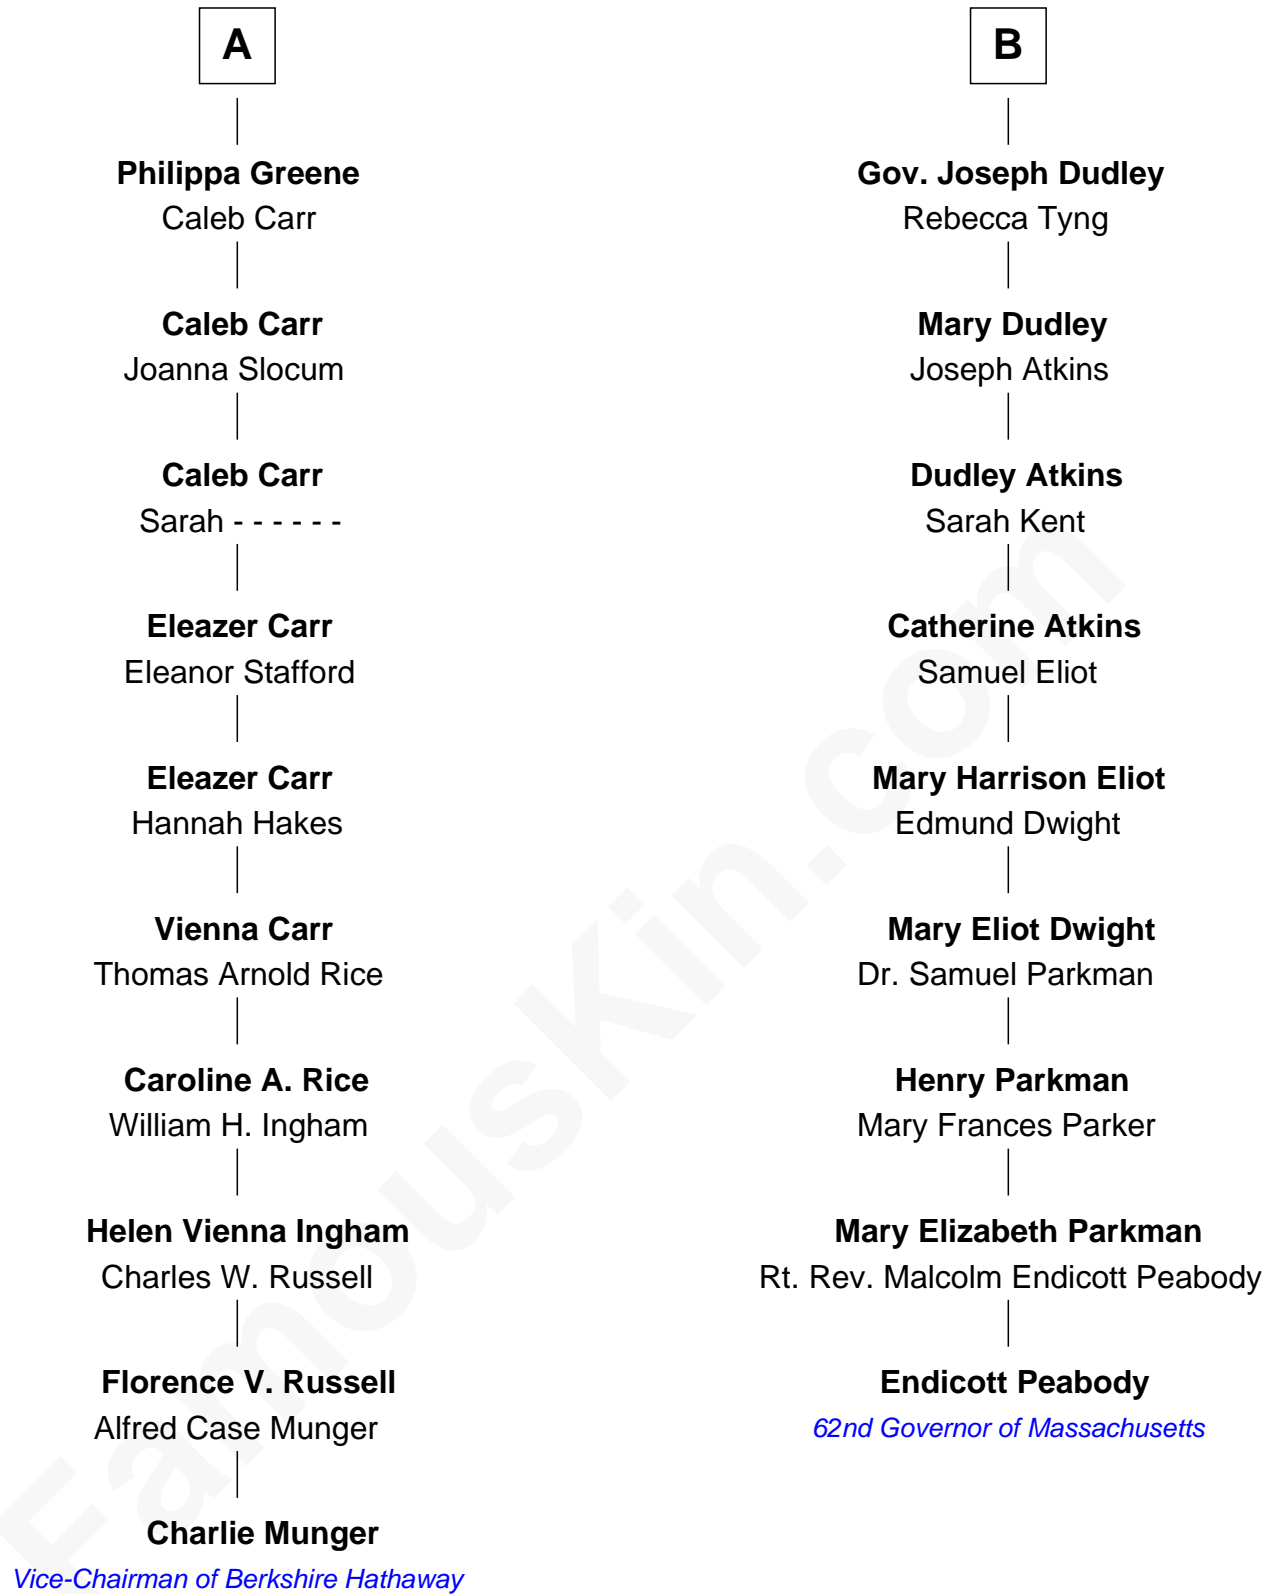 A
Philippa Greene
Caleb Carr
Caleb Carr
Joanna Slocum
Caleb Carr
Sarah - - - - - -
Eleazer Carr
Eleanor Stafford
Eleazer Carr
Hannah Hakes
Vienna Carr
Thomas Arnold Rice
Caroline A. Rice
William H. Ingham
Helen Vienna Ingham
Charles W. Russell
Florence V. Russell
Alfred Case Munger
Charlie Munger
Vice-Chairman of Berkshire Hathaway
B
Gov. Joseph Dudley
Rebecca Tyng
Mary Dudley
Joseph Atkins
Dudley Atkins
Sarah Kent
Catherine Atkins
Samuel Eliot
Mary Harrison Eliot
Edmund Dwight
Mary Eliot Dwight
Dr. Samuel Parkman
Henry Parkman
Mary Frances Parker
Mary Elizabeth Parkman
Rt. Rev. Malcolm Endicott Peabody
Endicott Peabody
62nd Governor of Massachusetts
FamousKin.com